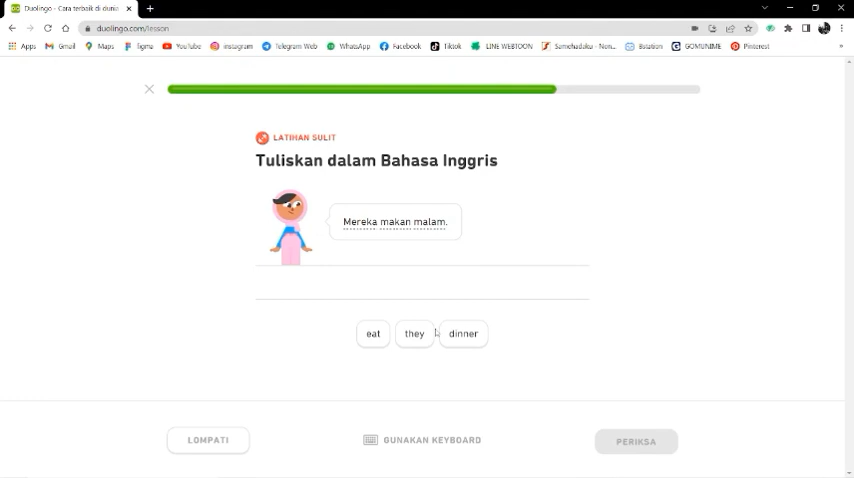 Duolingo - Cara terbaik di dunia
duolingo.com/lesson
Apps Gmail Maps figma YouTube instagram Telegram Web WhatsApp Facebook Tiktok LINE WEBTOON Samehadaku - Non... Bstation GOMUNIME Pinterest
LATIHAN SULIT
Tuliskan dalam Bahasa Inggris
Mereka makan malam.
eat they dinner
LOMPATI GUNAKAN KEYBOARD PERIKSA